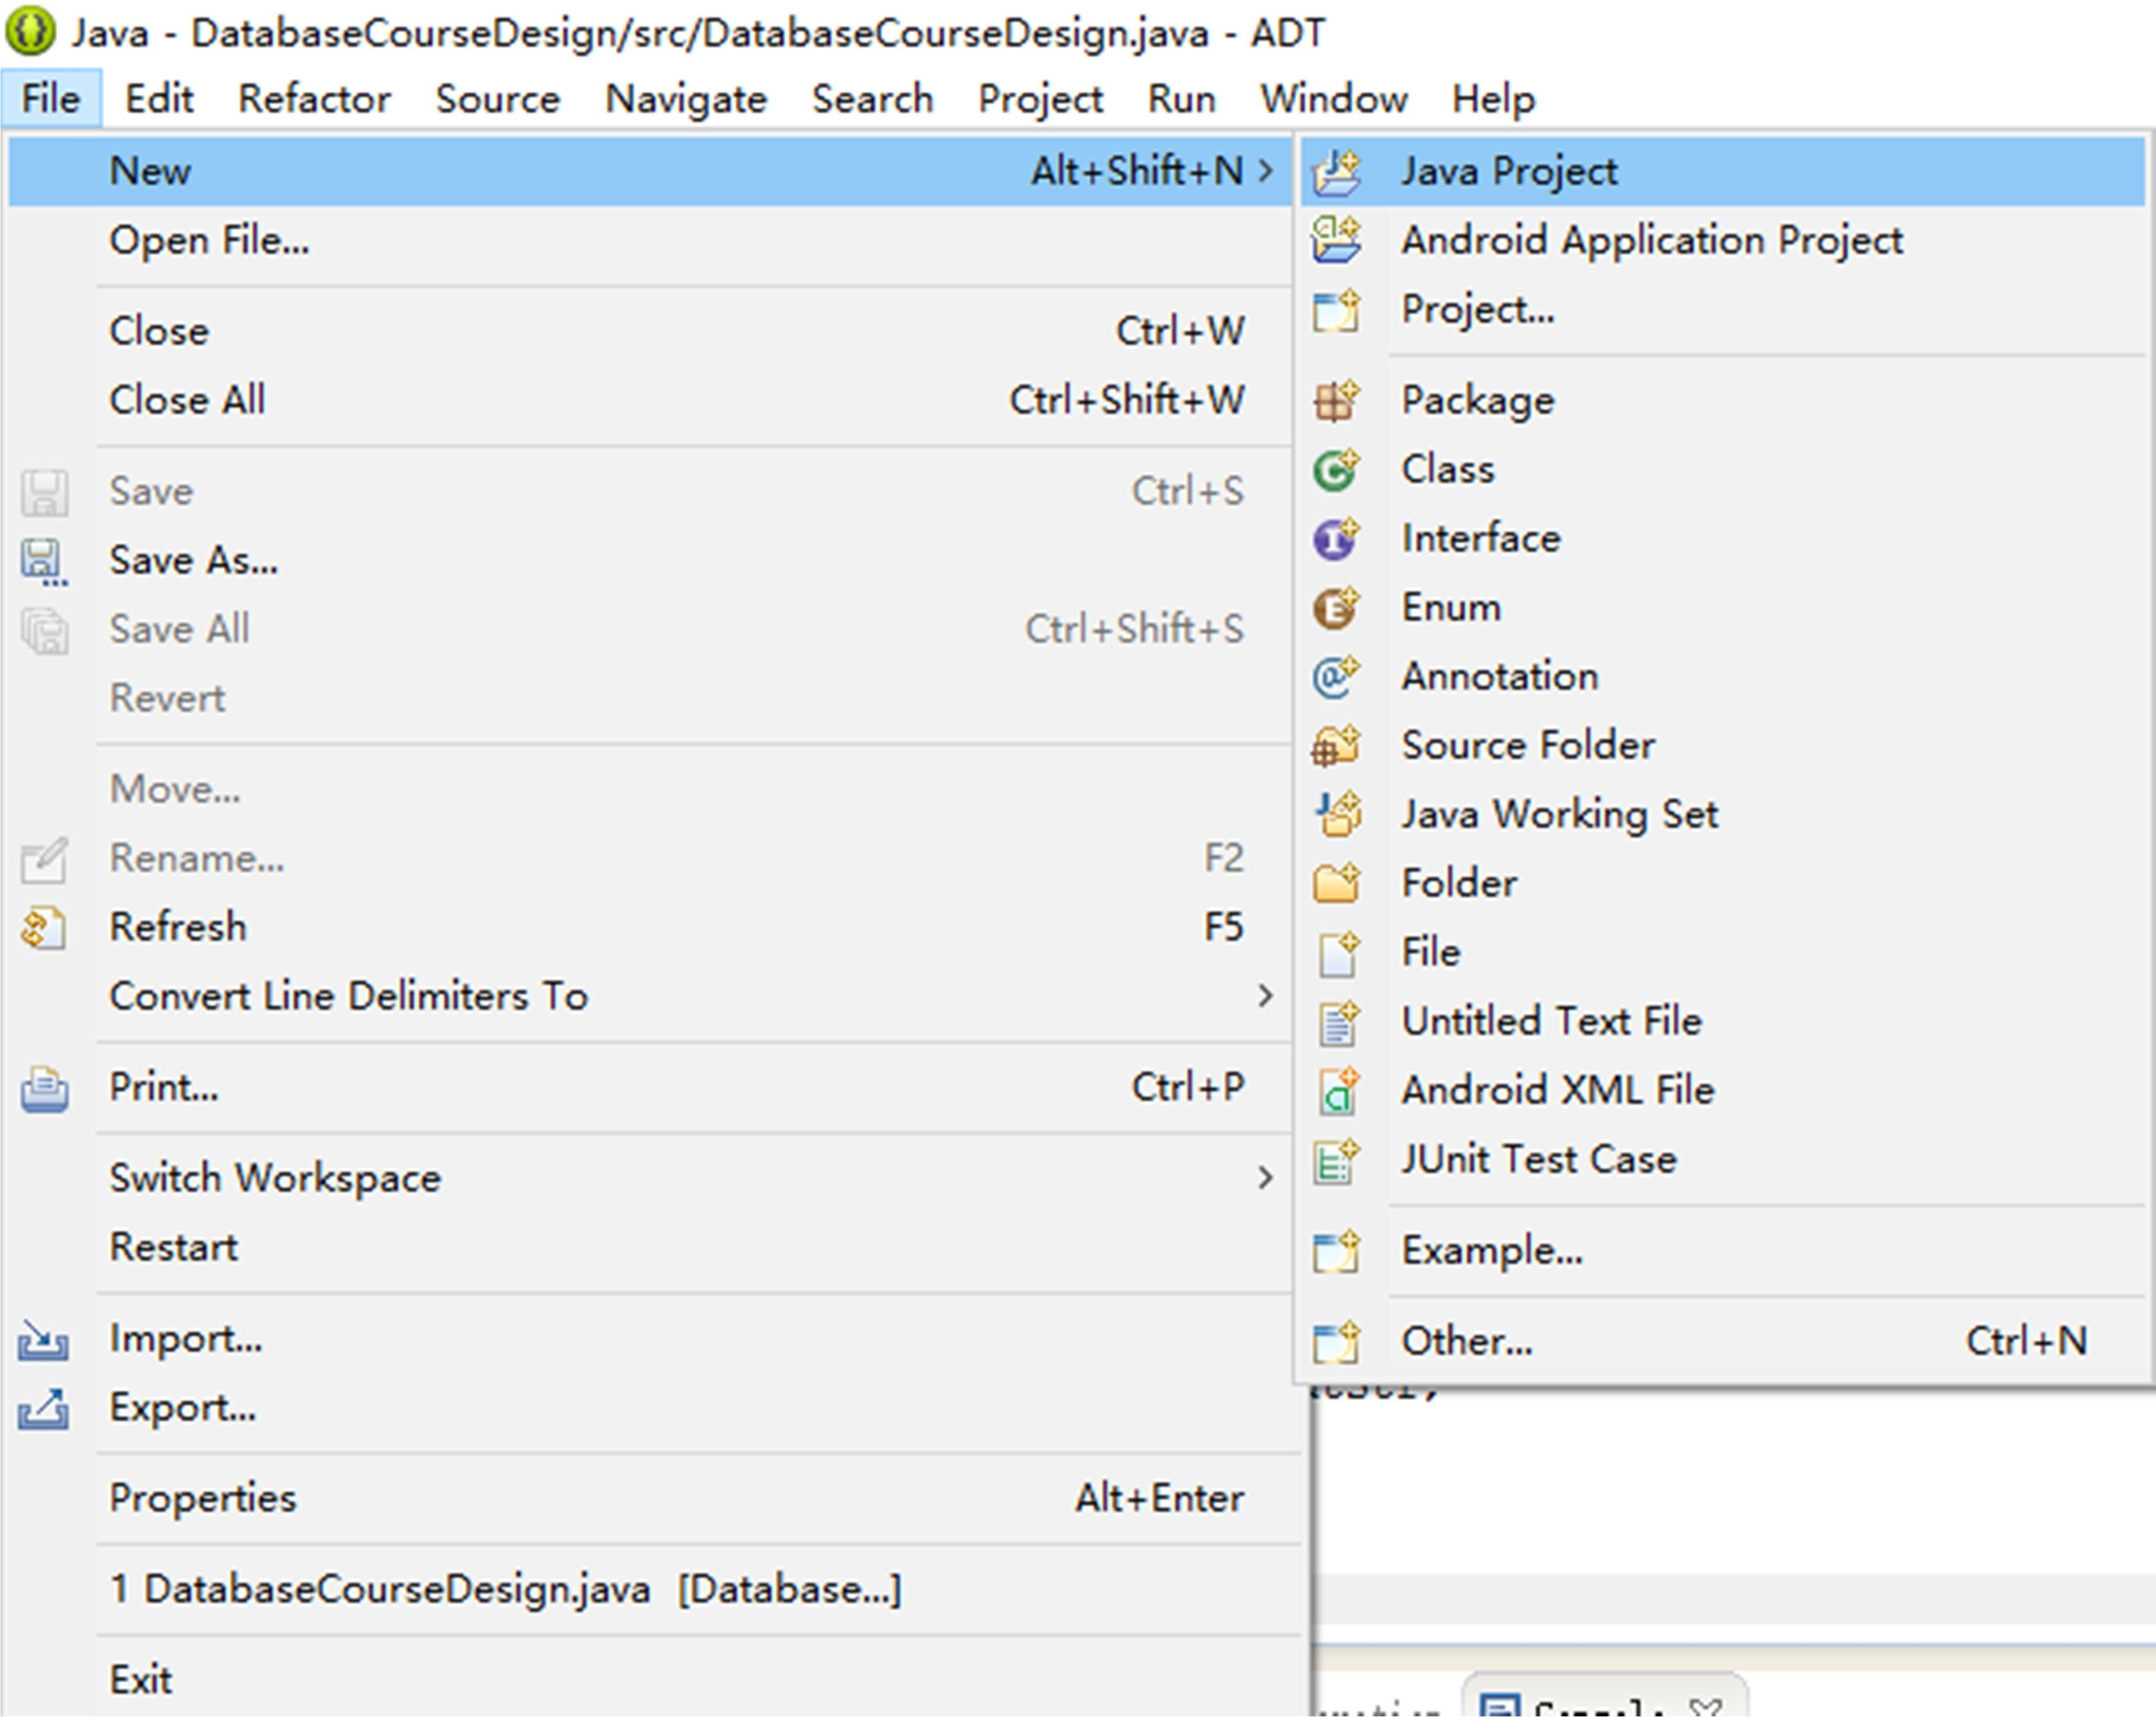 Java - DatabaseCourseDesign/src/DatabaseCourseDesign.java - ADT
File Edit Refactor Source Navigate Search Project Run Window Help
New Alt+Shift+N
Open File...
Close Ctrl+W
Close All Ctrl+Shift+W
Save Ctrl+S
Save As...
Save All Ctrl+Shift+S
Revert
Move...
Rename... F2
Refresh F5
Convert Line Delimiters To
Print... Ctrl+P
Switch Workspace
Restart
Import...
Export...
Properties Alt+Enter
1 DatabaseCourseDesign.java [Database...]
Exit
Java Project
Android Application Project
Project...
Package
Class
Interface
Enum
Annotation
Source Folder
Java Working Set
Folder
File
Untitled Text File
Android XML File
JUnit Test Case
Example...
Other... Ctrl+N